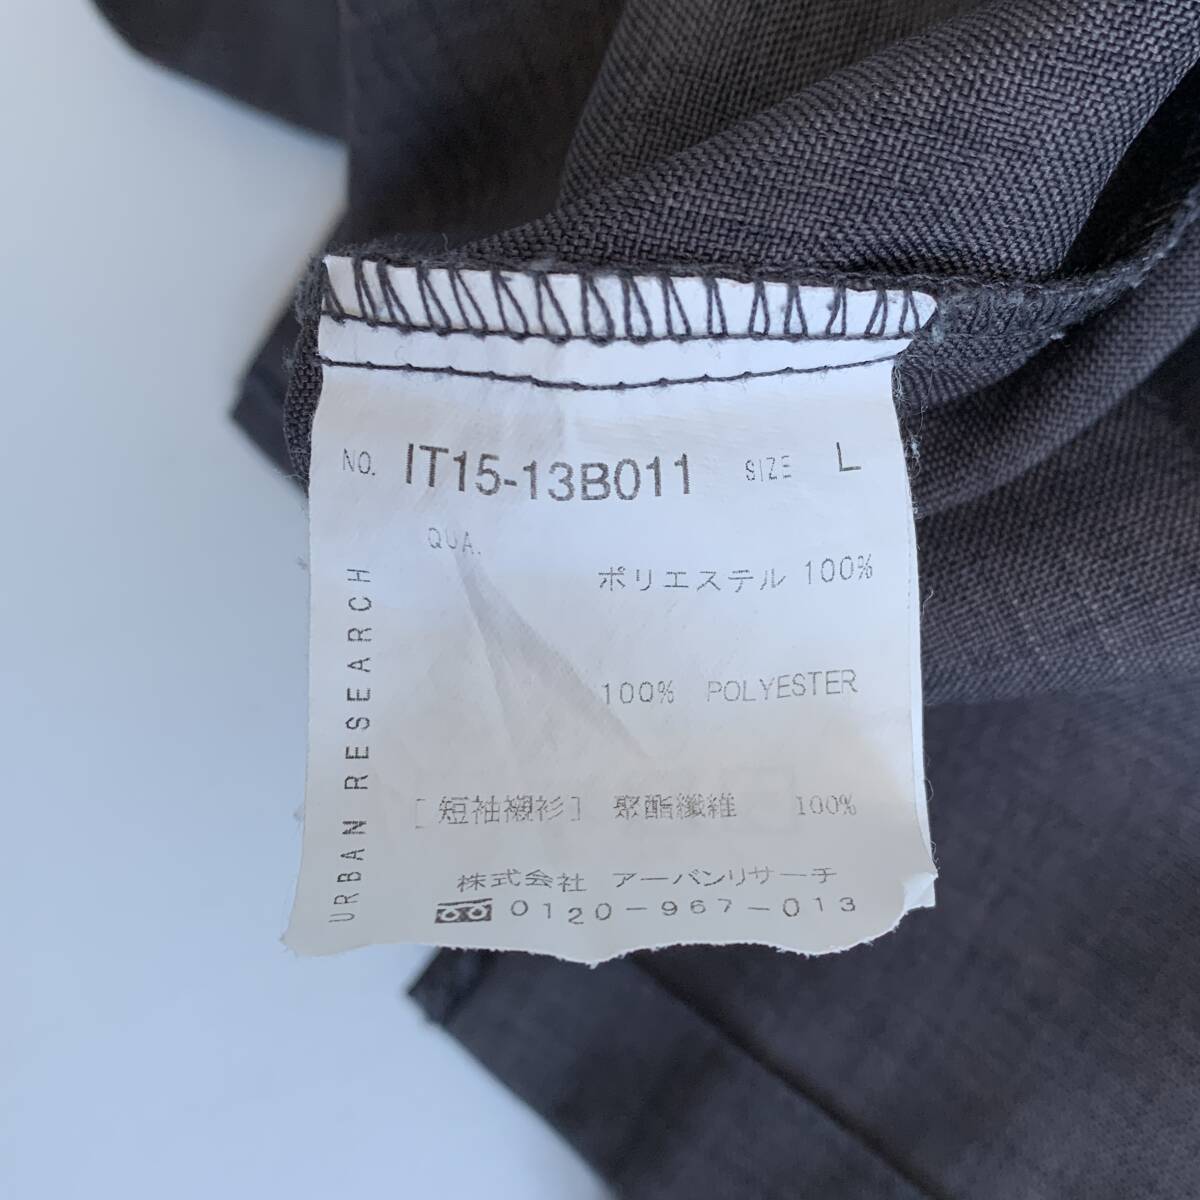 NO. IT15-13B011 SIZE L
QUA.
ポリエステル 100%
100% POLYESTER
[短袖襯衫] 聚酯纖維 100%
株式会社 アーバンリサーチ
0120-967-013
URBAN RESEARCH